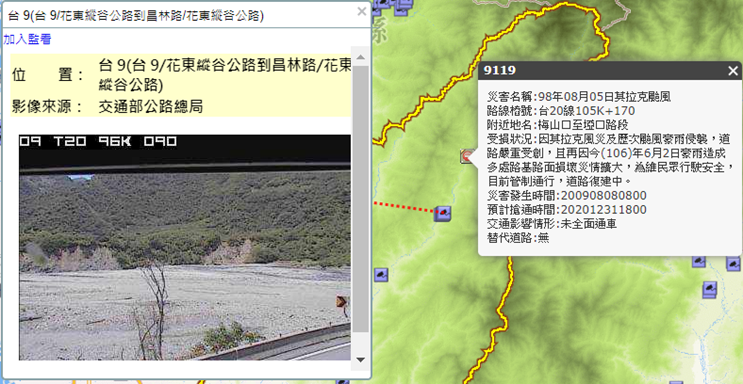 台 9(台 9/花東縱谷公路到昌林路/花東縱谷公路)
加入監看
位　　置： 台 9(台 9/花東縱谷公路到昌林路/花東縱谷公路)
影像來源： 交通部公路總局
09 T20 96K 090
縣
9119
災害名稱:98年08月05日莫拉克颱風
路線樁號:台20線105K+170
附近地名:梅山口至埡口路段
受損狀況:因莫拉克風災及歷次颱風豪雨侵襲，道
路嚴重受創，且再因今(106)年6月2日豪雨造成
多處路基路面損壞災情擴大，為維民眾行駛安全，
目前管制通行，道路復建中。
災害發生時間:200908080800
預計搶通時間:202012311800
交通影響情形:未全面通車
替代道路:無